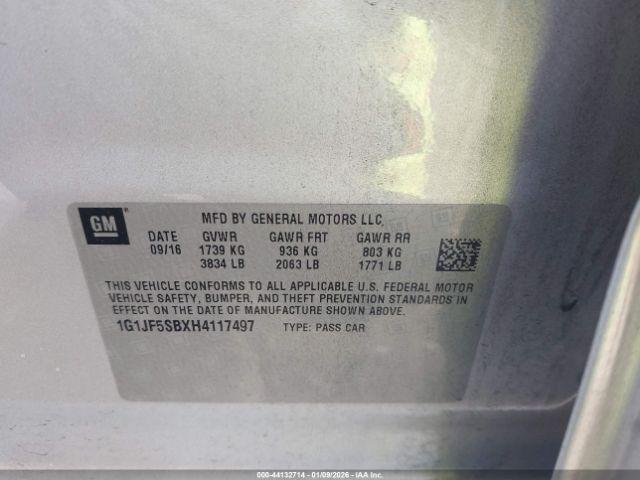 GM
MFD BY GENERAL MOTORS LLC
DATE GVWR GAWR FRT GAWR RR
09/16 1739 KG 936 KG 803 KG
3834 LB 2063 LB 1771 LB
THIS VEHICLE CONFORMS TO ALL APPLICABLE U.S. FEDERAL MOTOR
VEHICLE SAFETY, BUMPER, AND THEFT PREVENTION STANDARDS IN
EFFECT ON THE DATE OF MANUFACTURE SHOWN ABOVE.
1G1JF5SBXH4117497 TYPE: PASS CAR
000-44132714 | 01/09/2026 - IAAI.COM